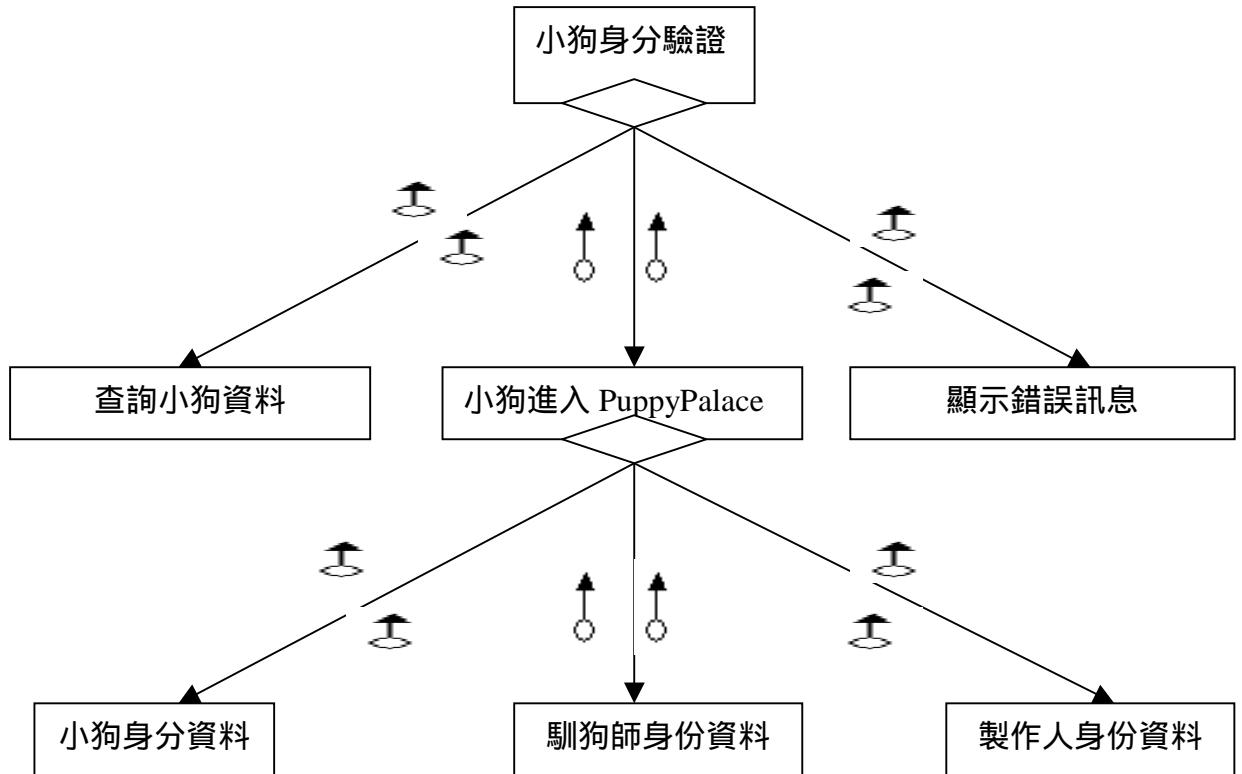 小狗身分驗證
查詢小狗資料
小狗進入 PuppyPalace
顯示錯誤訊息
小狗身分資料
馴狗師身份資料
製作人身份資料